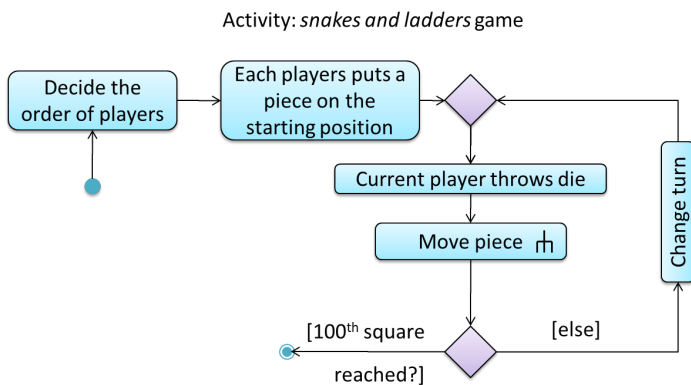 Activity: snakes and ladders game
Decide the
order of players
Each players puts a
piece on the
starting position
Current player throws die
Move piece
Change turn
[100th square
reached?]
[else]